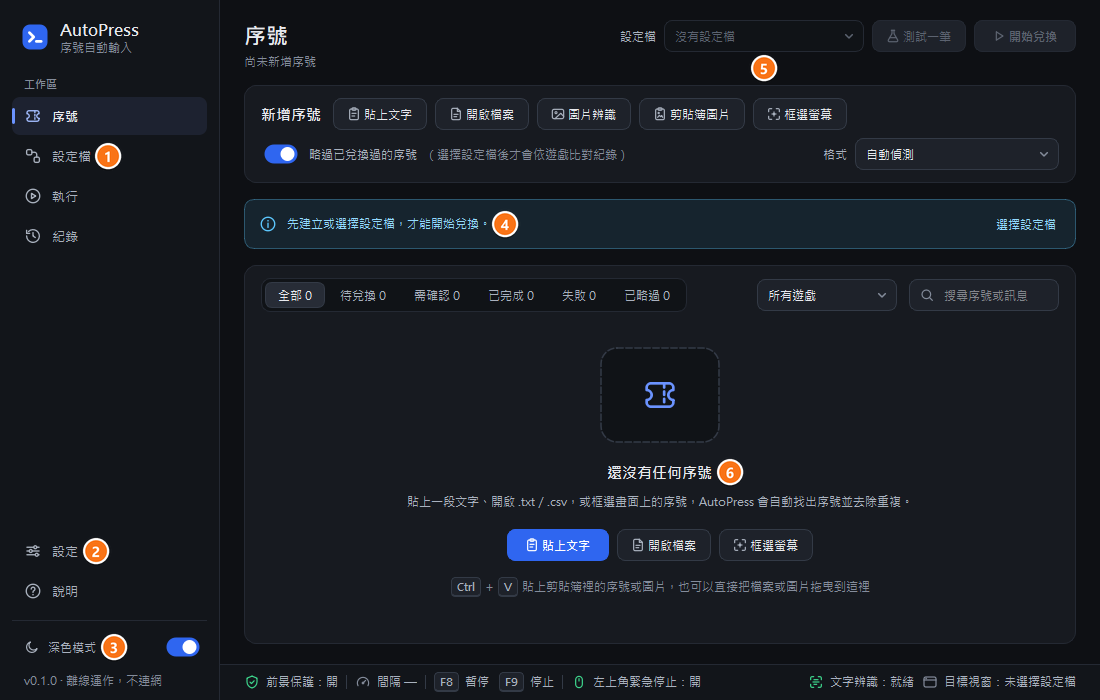 AutoPress
序號自動輸入
工作區
序號
設定檔 1
執行
紀錄
設定 2
說明
深色模式 3
v0.1.0 · 離線運作，不連網
序號
尚未新增序號
設定檔 沒有設定檔 測試一筆 開始兌換
5
新增序號 貼上文字 開啟檔案 圖片辨識 剪貼簿圖片 框選螢幕
略過已兌換過的序號 （選擇設定檔後才會依遊戲比對紀錄） 格式 自動偵測
先建立或選擇設定檔，才能開始兌換。 4 選擇設定檔
全部 0 待兌換 0 需確認 0 已完成 0 失敗 0 已略過 0 所有遊戲 搜尋序號或訊息
還沒有任何序號 6
貼上一段文字、開啟 .txt / .csv，或框選畫面上的序號，AutoPress 會自動找出序號並去除重複。
貼上文字 開啟檔案 框選螢幕
Ctrl + V 貼上剪貼簿裡的序號或圖片，也可以直接把檔案或圖片拖曳到這裡
前景保護：開 間隔 — F8 暫停 F9 停止 左上角緊急停止：開 文字辨識：就緒 目標視窗：未選擇設定檔